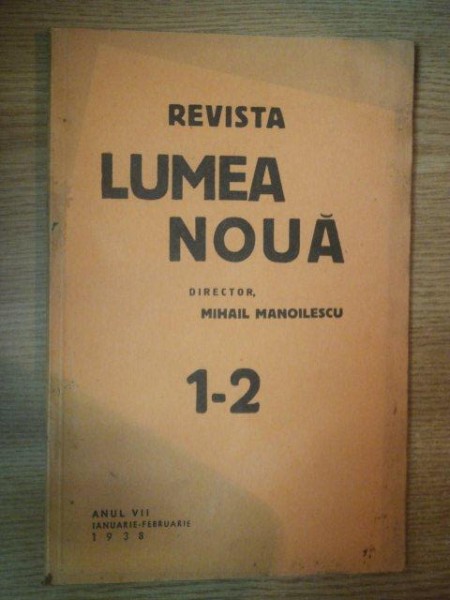 REVISTA
LUMEA
NOUĂ
DIRECTOR,
MIHAIL MANOILESCU
1-2
ANUL VII
IANUARIE-FEBRUARIE
1938